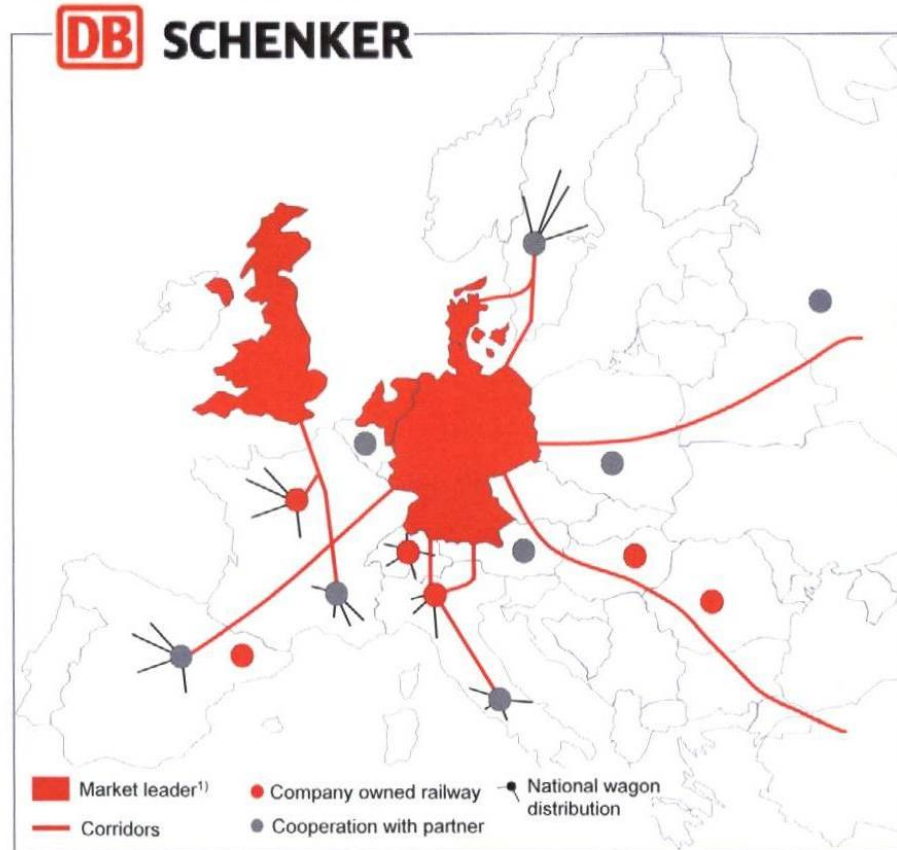 DB SCHENKER
Market leader¹⁾
Corridors
Company owned railway
Cooperation with partner
National wagon
distribution